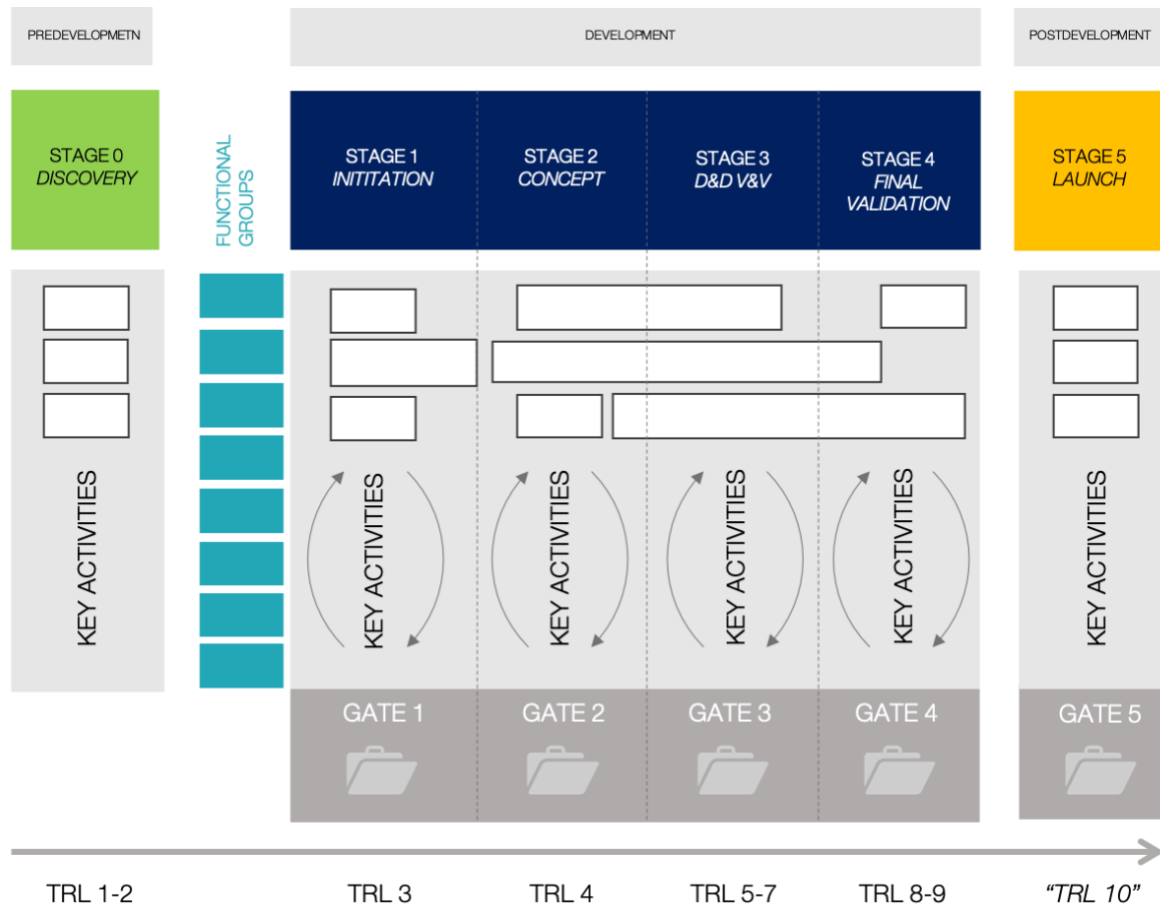 PREDEVELOPMETN
DEVELOPMENT
POSTDEVELOPMENT
STAGE 0
DISCOVERY
FUNCTIONAL
GROUPS
STAGE 1
INITITATION
STAGE 2
CONCEPT
STAGE 3
D&D V&V
STAGE 4
FINAL
VALIDATION
STAGE 5
LAUNCH
KEY ACTIVITIES
KEY ACTIVITIES
KEY ACTIVITIES
KEY ACTIVITIES
KEY ACTIVITIES
KEY ACTIVITIES
GATE 1
GATE 2
GATE 3
GATE 4
GATE 5
TRL 1-2
TRL 3
TRL 4
TRL 5-7
TRL 8-9
“TRL 10”